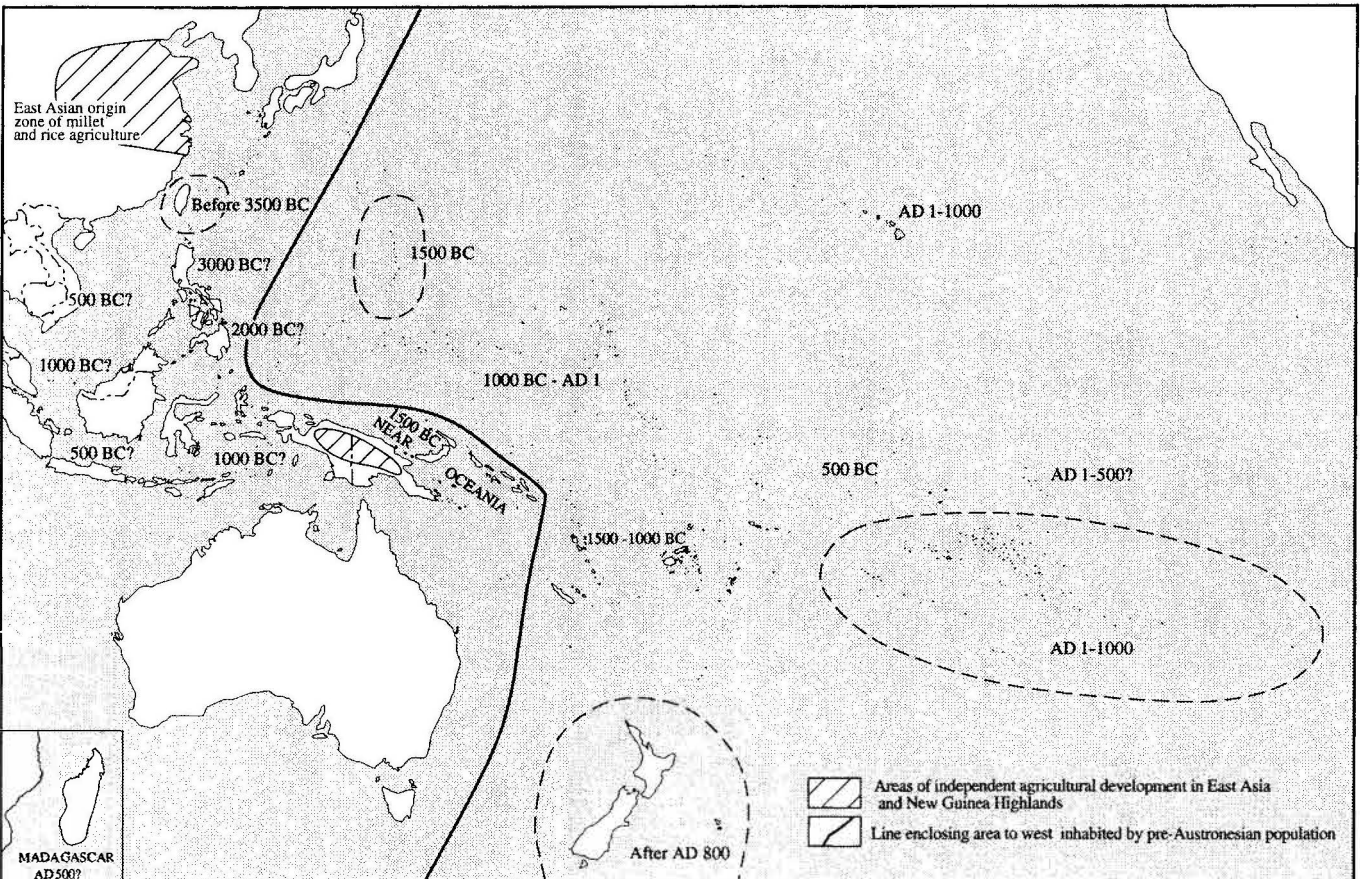 East Asian origin
zone of millet
and rice agriculture
Before 3500 BC
AD 1-1000
1500 BC
3000 BC?
500 BC?
2000 BC?
1000 BC?
1000 BC - AD 1
1500 BC
NEAR
OCEANIA
500 BC?
1000 BC?
500 BC
AD 1-500?
1500 -1000 BC
AD 1-1000
After AD 800
MADAGASCAR
AD500?
Areas of independent agricultural development in East Asia
and New Guinea Highlands
Line enclosing area to west inhabited by pre-Austronesian population